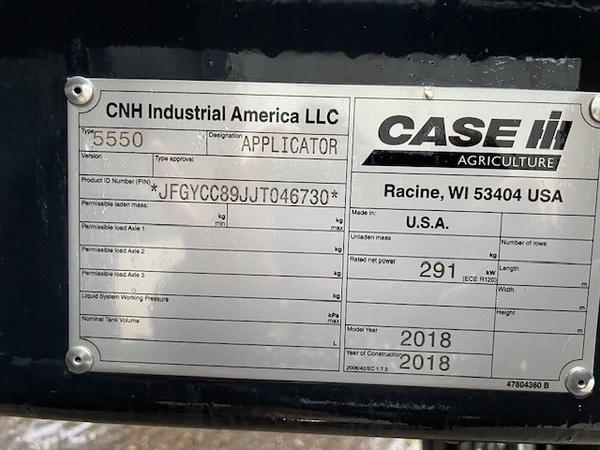 CNH Industrial America LLC
Type 5550 Designation APPLICATOR
Version Type approval
Product ID Number (PIN) *JFGYCC89JJT046730*
Permissible laden mass: kg min kg max
Permissible load Axle 1 kg
Permissible load Axle 2 kg
Permissible load Axle 3 kg
Liquid System Working Pressure kPa max
Nominal Tank Volume L
CASE IH
AGRICULTURE
Racine, WI 53404 USA
Made in: U.S.A.
Unladen mass kg
Number of rows
Rated net power 291 kW (ECE R120)
Length m
Width m
Height m
Model Year 2018
Year of Construction 2018
2006/42/EC 1.7.3
47804360 B